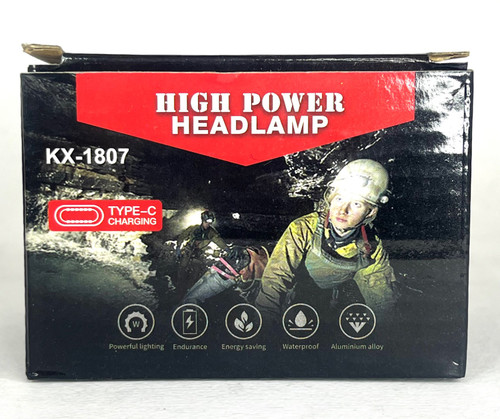 HIGH POWER
HEADLAMP
KX-1807
TYPE-C
CHARGING
W
Powerful lighting
Endurance
Energy saving
Waterproof
Aluminium alloy